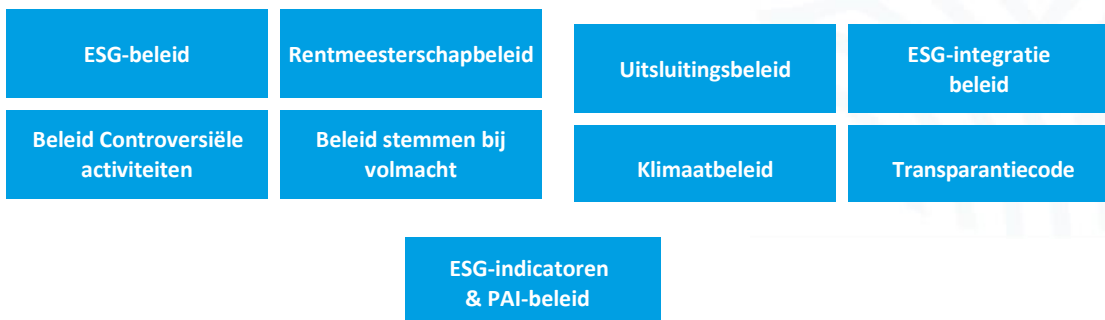 ESG-beleid
Rentmeesterschapbeleid
Uitsluitingsbeleid
ESG-integratie
beleid
Beleid Controversiële
activiteiten
Beleid stemmen bij
volmacht
Klimaatbeleid
Transparantiecode
ESG-indicatoren
& PAI-beleid